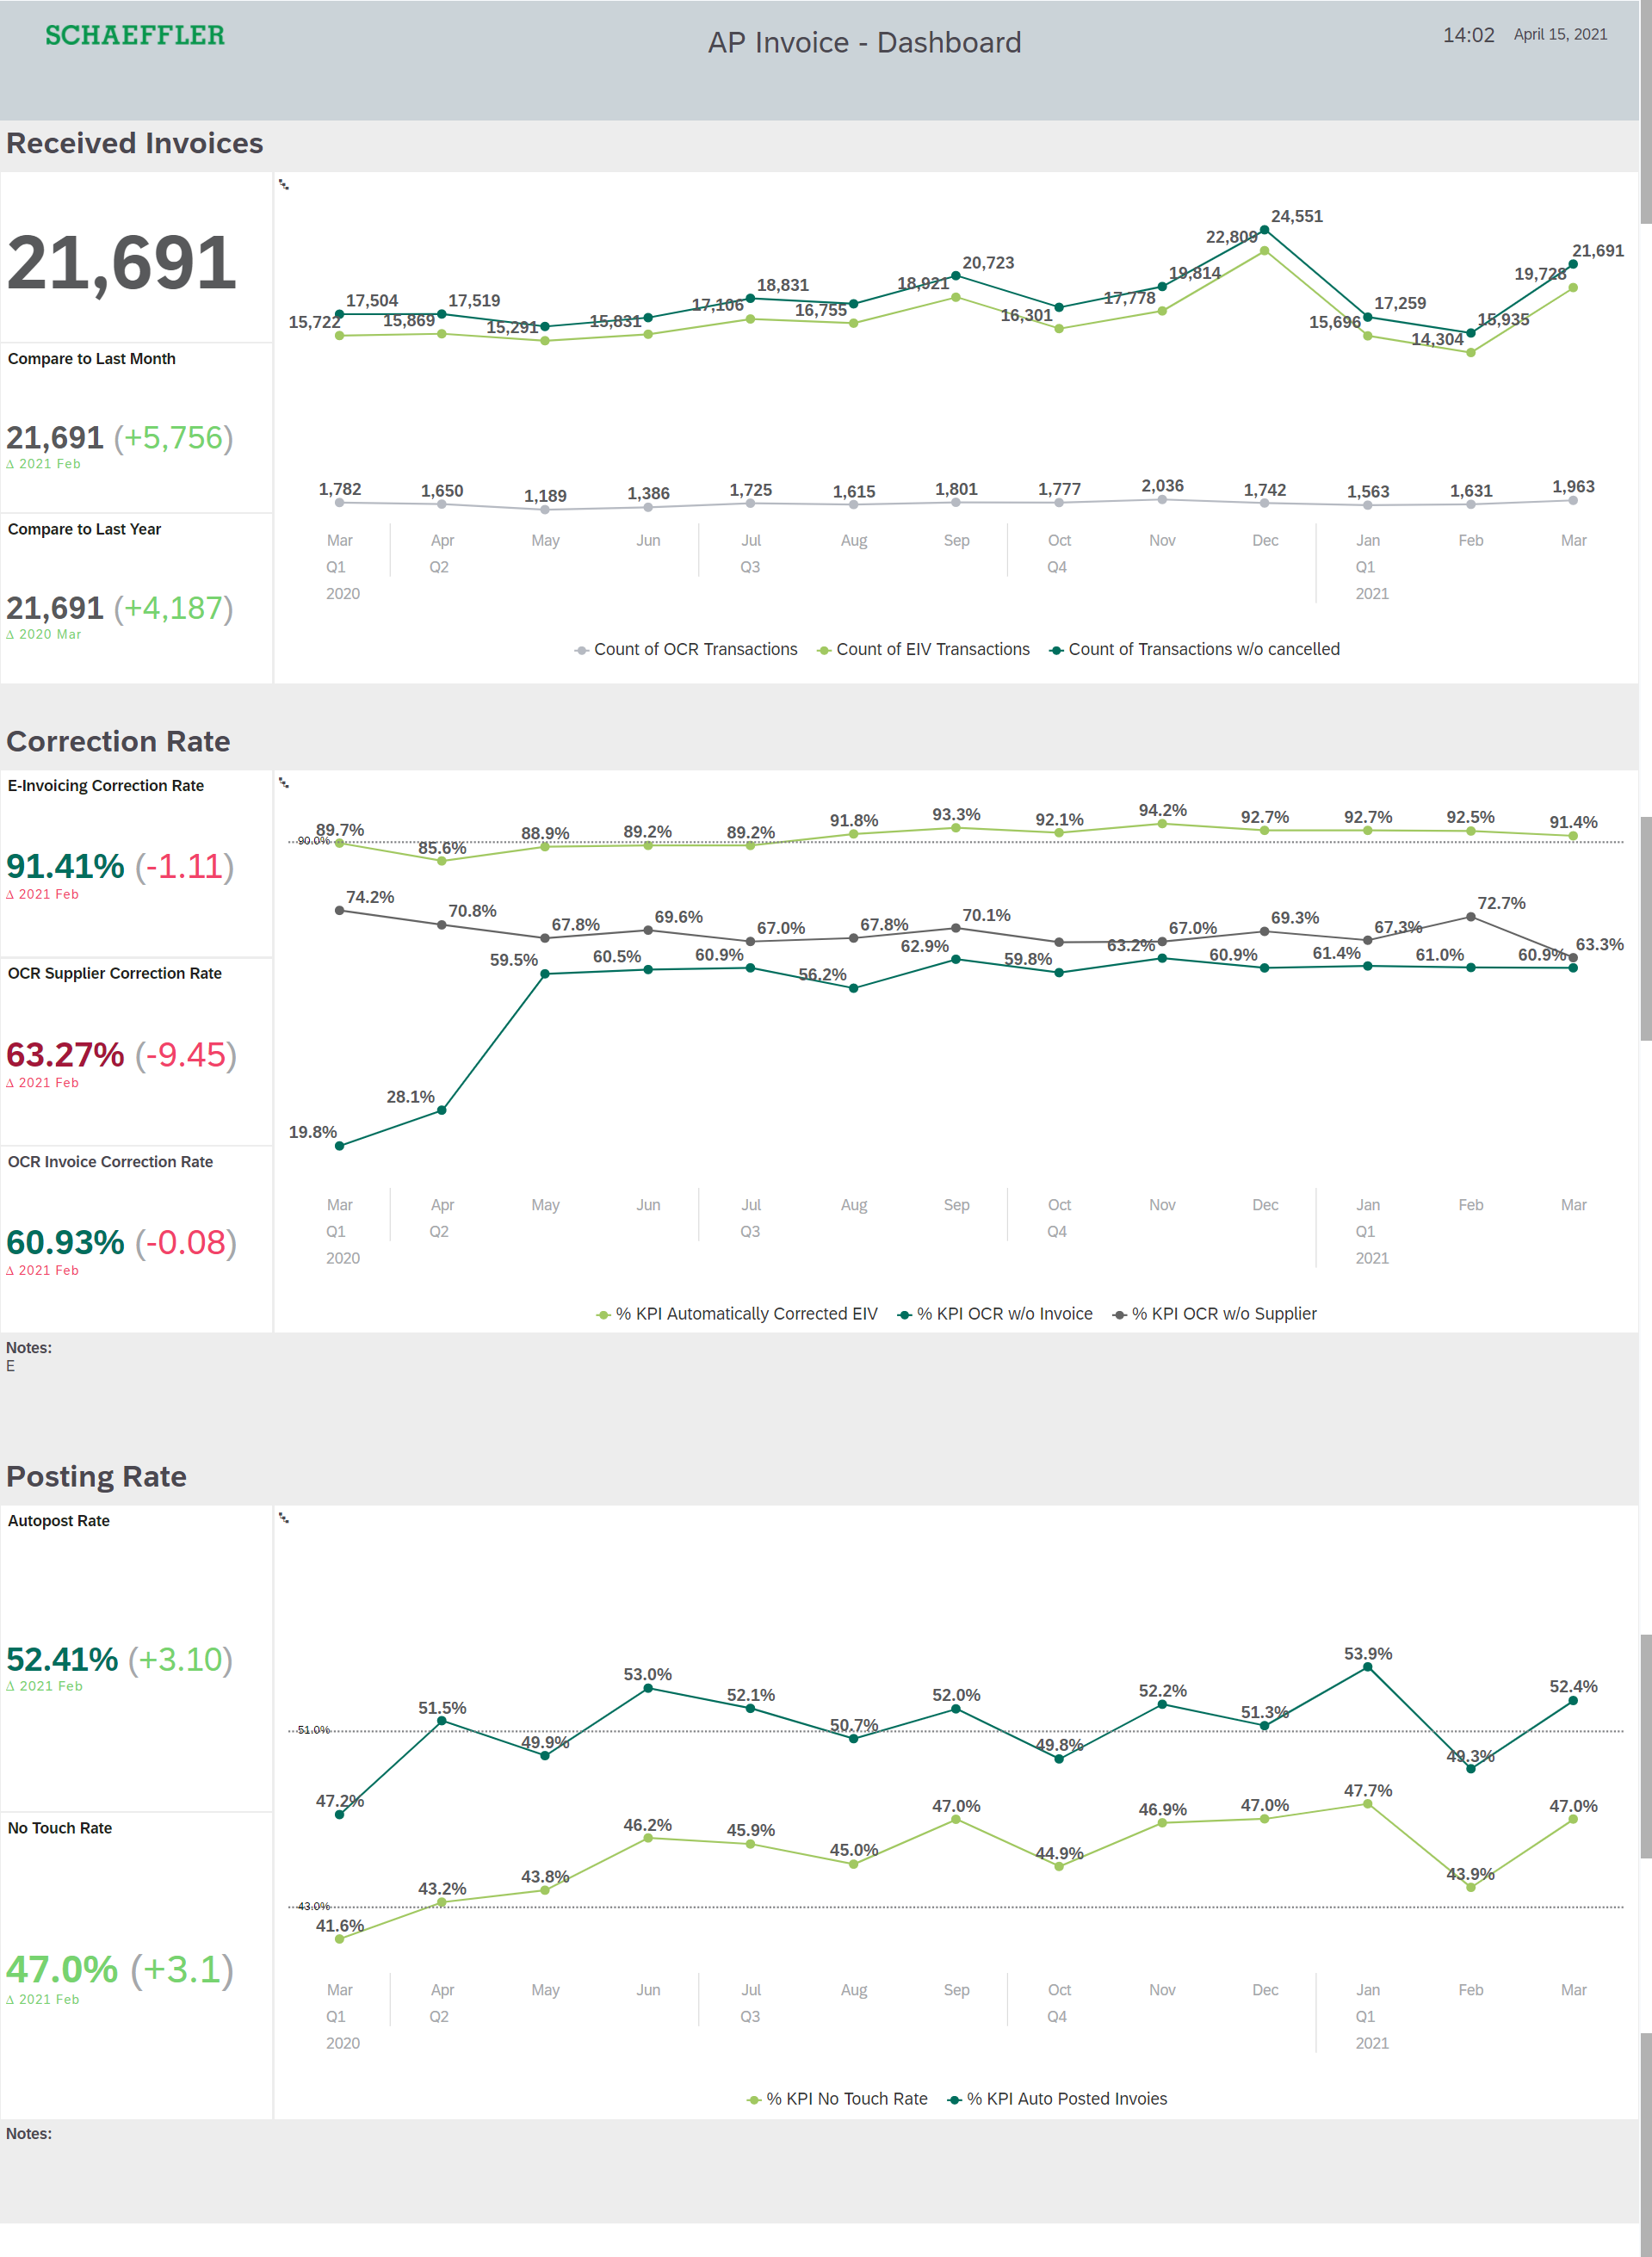 SCHAEFFLER
AP Invoice - Dashboard
14:02 April 15, 2021
Received Invoices
21,691
Compare to Last Month
21,691 (+5,756)
Δ 2021 Feb
Compare to Last Year
21,691 (+4,187)
Δ 2020 Mar
24,551
22,809
21,691
20,723
19,814
19,728
18,831
18,921
17,504
17,519
17,106
16,755
17,778
17,259
15,722
15,869
15,291
15,831
16,301
15,696
15,935
14,304
1,782 1,650 1,189 1,386 1,725 1,615 1,801 1,777 2,036 1,742 1,563 1,631 1,963
Mar Apr May Jun Jul Aug Sep Oct Nov Dec Jan Feb Mar
Q1 Q2 Q3 Q4 Q1
2020 2021
Count of OCR Transactions Count of EIV Transactions Count of Transactions w/o cancelled
Correction Rate
E-Invoicing Correction Rate
91.41% (-1.11)
Δ 2021 Feb
OCR Supplier Correction Rate
63.27% (-9.45)
Δ 2021 Feb
OCR Invoice Correction Rate
60.93% (-0.08)
Δ 2021 Feb
90.0%
89.7% 85.6% 88.9% 89.2% 89.2% 91.8% 93.3% 92.1% 94.2% 92.7% 92.7% 92.5% 91.4%
74.2% 70.8% 67.8% 69.6% 67.0% 67.8% 70.1% 67.0% 69.3% 67.3% 72.7% 63.3%
19.8% 28.1% 59.5% 60.5% 60.9% 56.2% 62.9% 59.8% 63.2% 60.9% 61.4% 61.0% 60.9%
Mar Apr May Jun Jul Aug Sep Oct Nov Dec Jan Feb Mar
Q1 Q2 Q3 Q4 Q1
2020 2021
% KPI Automatically Corrected EIV % KPI OCR w/o Invoice % KPI OCR w/o Supplier
Notes:
E
Posting Rate
Autopost Rate
52.41% (+3.10)
Δ 2021 Feb
No Touch Rate
47.0% (+3.1)
Δ 2021 Feb
51.0%
47.2% 51.5% 49.9% 53.0% 52.1% 50.7% 52.0% 49.8% 52.2% 51.3% 53.9% 49.3% 52.4%
43.0%
41.6% 43.2% 43.8% 46.2% 45.9% 45.0% 47.0% 44.9% 46.9% 47.0% 47.7% 43.9% 47.0%
Mar Apr May Jun Jul Aug Sep Oct Nov Dec Jan Feb Mar
Q1 Q2 Q3 Q4 Q1
2020 2021
% KPI No Touch Rate % KPI Auto Posted Invoies
Notes: